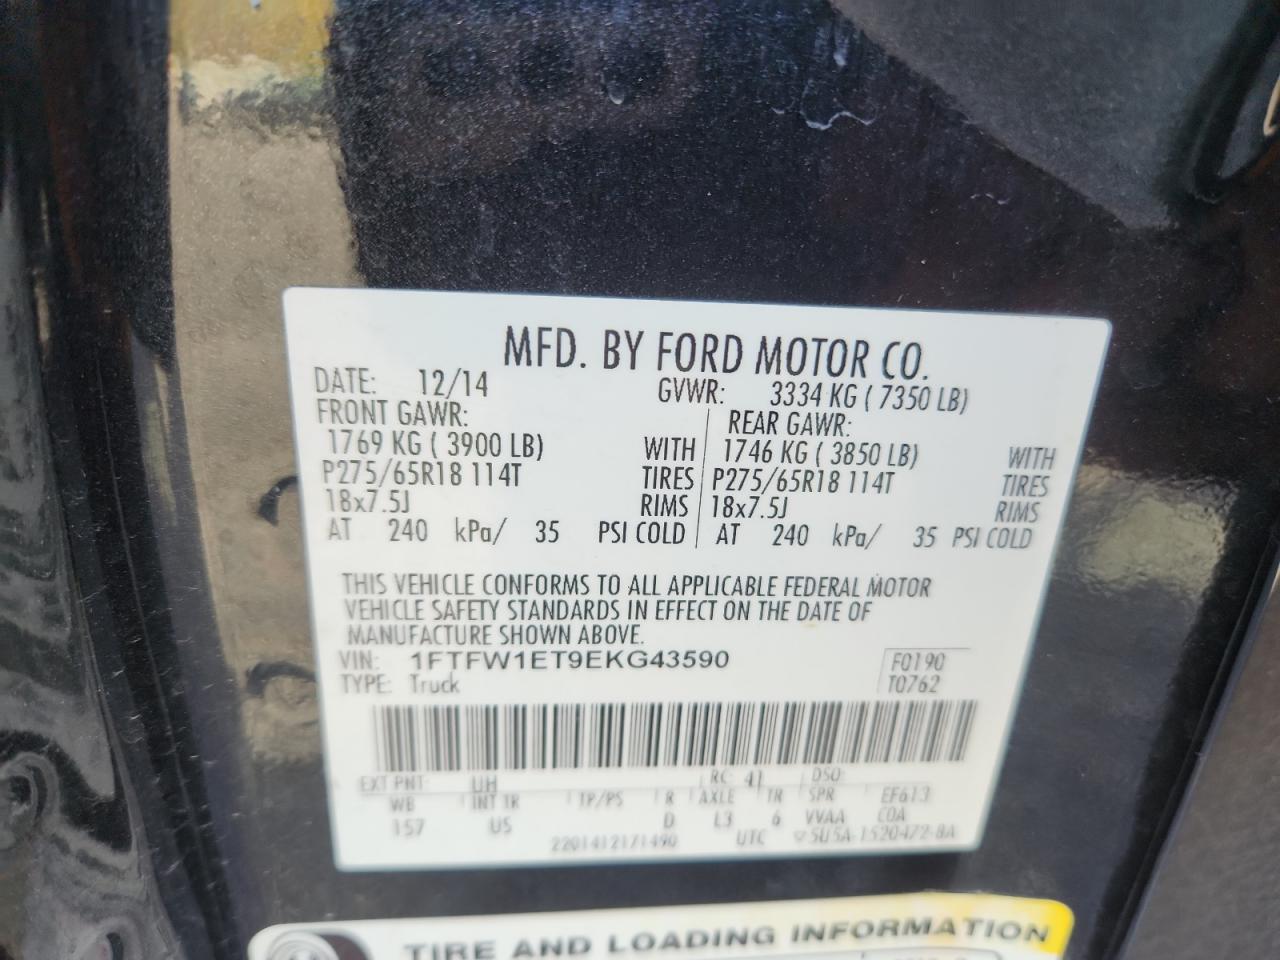 MFD. BY FORD MOTOR CO.
DATE: 12/14 GVWR: 3334 KG ( 7350 LB)
FRONT GAWR: REAR GAWR:
1769 KG ( 3900 LB) WITH 1746 KG ( 3850 LB) WITH
P275/65R18 114T TIRES P275/65R18 114T TIRES
18x7.5J RIMS 18x7.5J RIMS
AT 240 kPa/ 35 PSI COLD AT 240 kPa/ 35 PSI COLD
THIS VEHICLE CONFORMS TO ALL APPLICABLE FEDERAL MOTOR
VEHICLE SAFETY STANDARDS IN EFFECT ON THE DATE OF
MANUFACTURE SHOWN ABOVE.
VIN: 1FTFW1ET9EKG43590 F0190
TYPE: Truck T0762
EXT PNT: UH RC: 41 DSO:
WB INT TR TP/PS R AXLE TR SPR EF613
157 US D L3 6 VVAA COA
2201412171490 UTC ▽5U5A-1520472-BA
TIRE AND LOADING INFORMATION